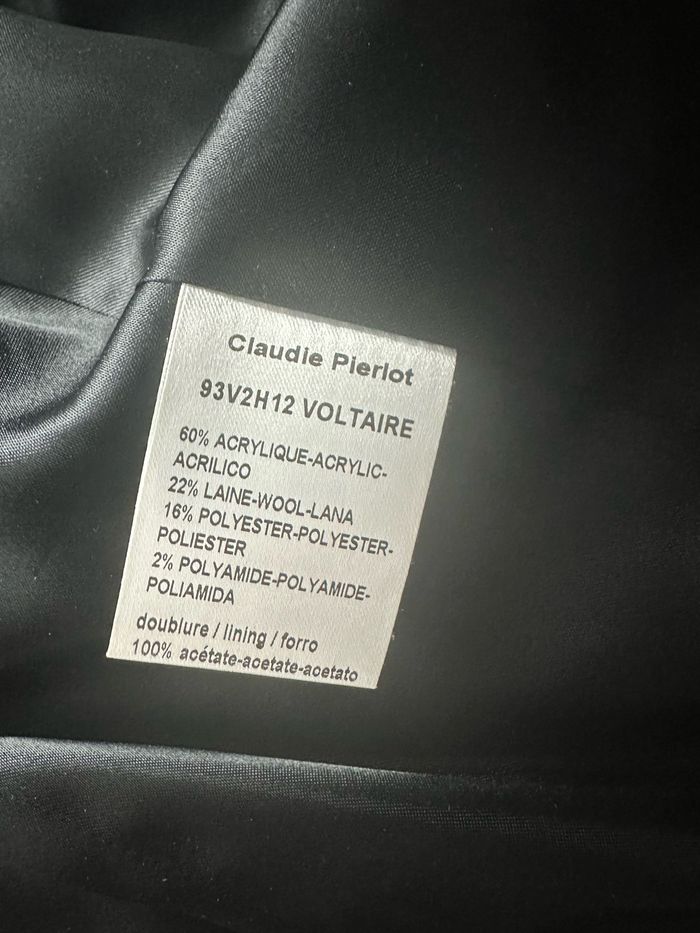 Claudie Pierlot
93V2H12 VOLTAIRE
60% ACRYLIQUE-ACRYLIC-
ACRILICO
22% LAINE-WOOL-LANA
16% POLYESTER-POLYESTER-
POLIESTER
2% POLYAMIDE-POLYAMIDE-
POLIAMIDA
doublure / lining / forro
100% acétate-acetate-acetato